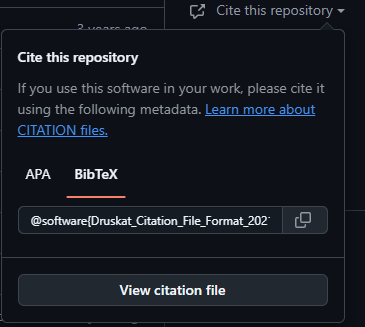 Cite this repository
3 years ago
Cite this repository
If you use this software in your work, please cite it
using the following metadata. Learn more about
CITATION files.
APA BibTeX
@software{Druskat_Citation_File_Format_202
View citation file